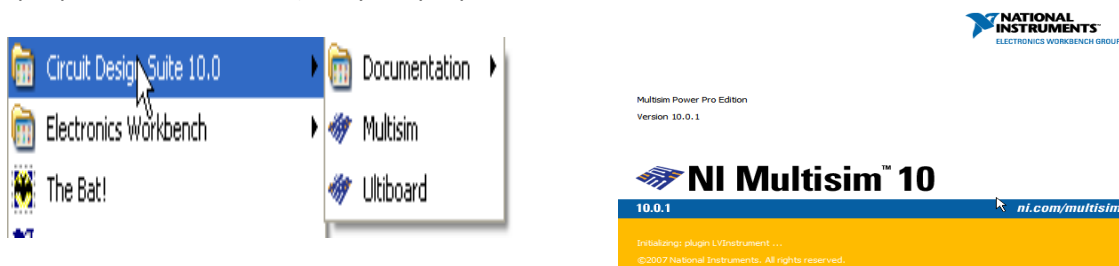 Circuit Design Suite 10.0
Electronics Workbench
The Bat!
Documentation
Multisim
Ultiboard
NATIONAL
INSTRUMENTS™
ELECTRONICS WORKBENCH GROUP
Multisim Power Pro Edition
Version 10.0.1
NI Multisim™ 10
10.0.1
ni.com/multisim
Initializing: plugin LVInstrument ...
©2007 National Instruments. All rights reserved.